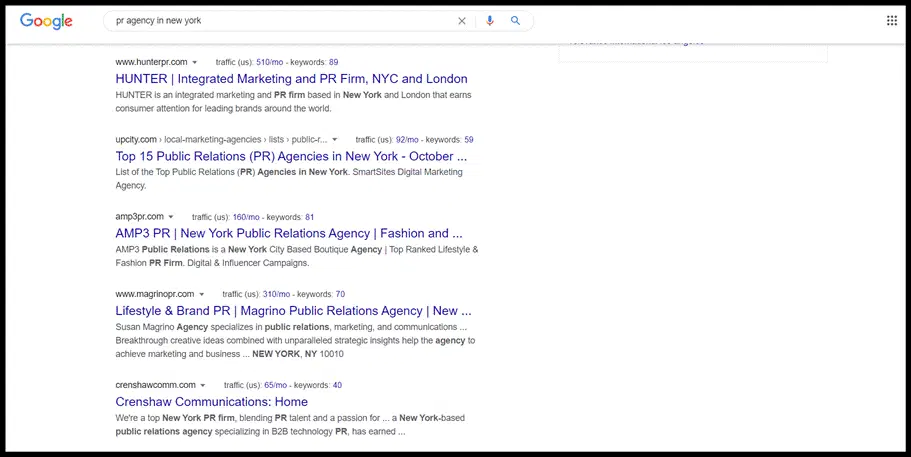 Google
pr agency in new york
www.hunterpr.com traffic (us): 510/mo - keywords: 89
HUNTER | Integrated Marketing and PR Firm, NYC and London
HUNTER is an integrated marketing and PR firm based in New York and London that earns
consumer attention for leading brands around the world.
upcity.com › local-marketing-agencies › lists › public-r... traffic (us): 92/mo - keywords: 59
Top 15 Public Relations (PR) Agencies in New York - October ...
List of the Top Public Relations (PR) Agencies in New York. SmartSites Digital Marketing
Agency.
amp3pr.com traffic (us): 160/mo - keywords: 81
AMP3 PR | New York Public Relations Agency | Fashion and ...
AMP3 Public Relations is a New York City Based Boutique Agency | Top Ranked Lifestyle &
Fashion PR Firm. Digital & Influencer Campaigns.
www.magrinopr.com traffic (us): 310/mo - keywords: 70
Lifestyle & Brand PR | Magrino Public Relations Agency | New ...
Susan Magrino Agency specializes in public relations, marketing, and communications ...
Breakthrough creative ideas combined with unparalleled strategic insights help the agency to
achieve marketing and business ... NEW YORK, NY 10010
crenshawcomm.com traffic (us): 65/mo - keywords: 40
Crenshaw Communications: Home
We're a top New York PR firm, blending PR talent and a passion for ... a New York-based
public relations agency specializing in B2B technology PR, has earned ...